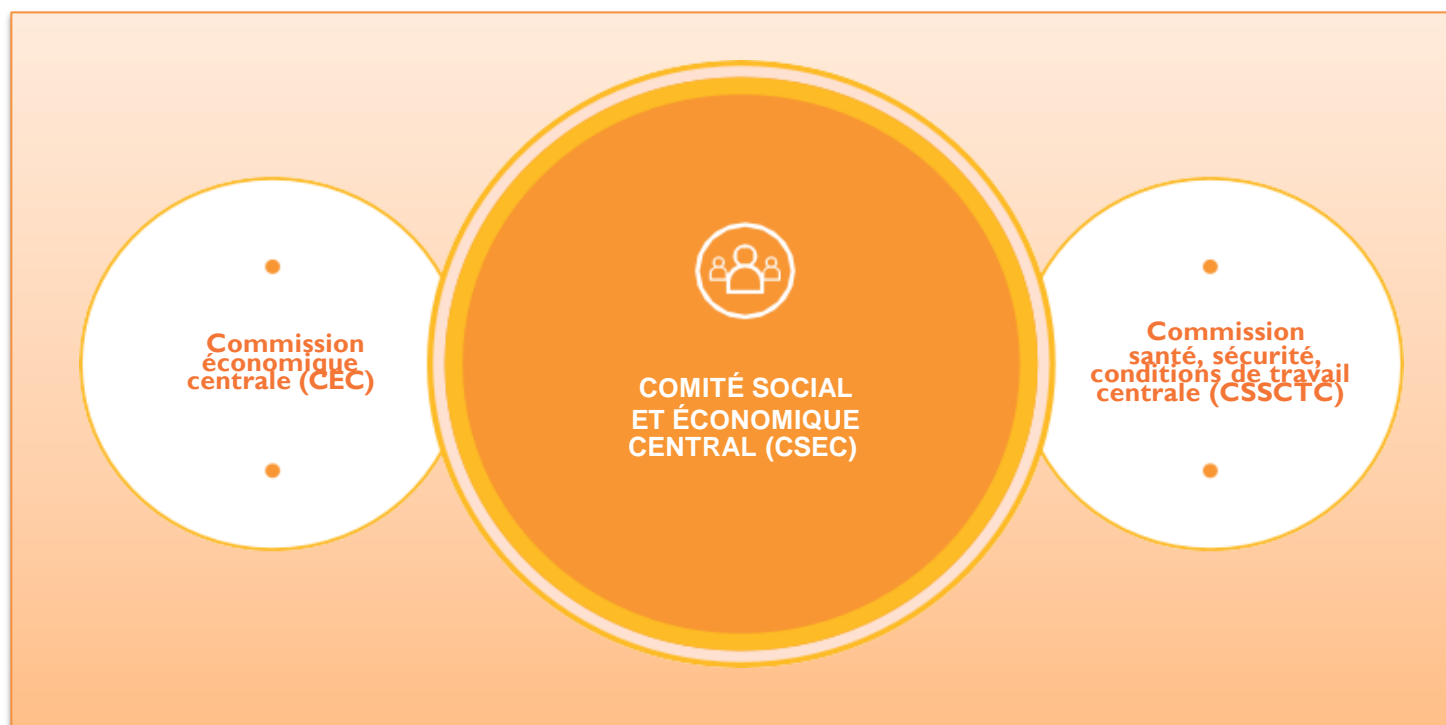 Commission
économique
centrale (CEC)
COMITÉ SOCIAL
ET ÉCONOMIQUE
CENTRAL (CSEC)
Commission
santé, sécurité,
conditions de travail
centrale (CSSCTC)